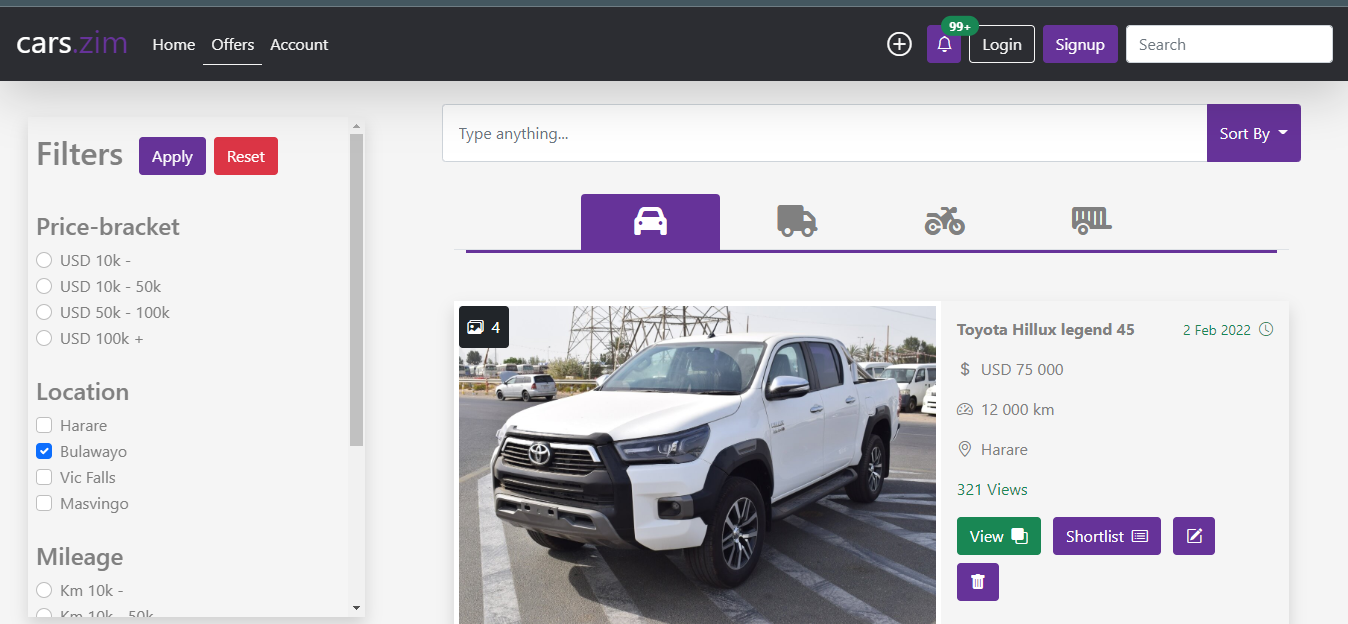 cars.zim
Home Offers Account
99+
Login
Signup
Search
Filters
Apply
Reset
Price-bracket
USD 10k -
USD 10k - 50k
USD 50k - 100k
USD 100k +
Location
Harare
Bulawayo
Vic Falls
Masvingo
Mileage
Km 10k -
Km 10k - 50k
Type anything...
Sort By
4
Toyota Hillux legend 45
2 Feb 2022
$ USD 75 000
12 000 km
Harare
321 Views
View
Shortlist